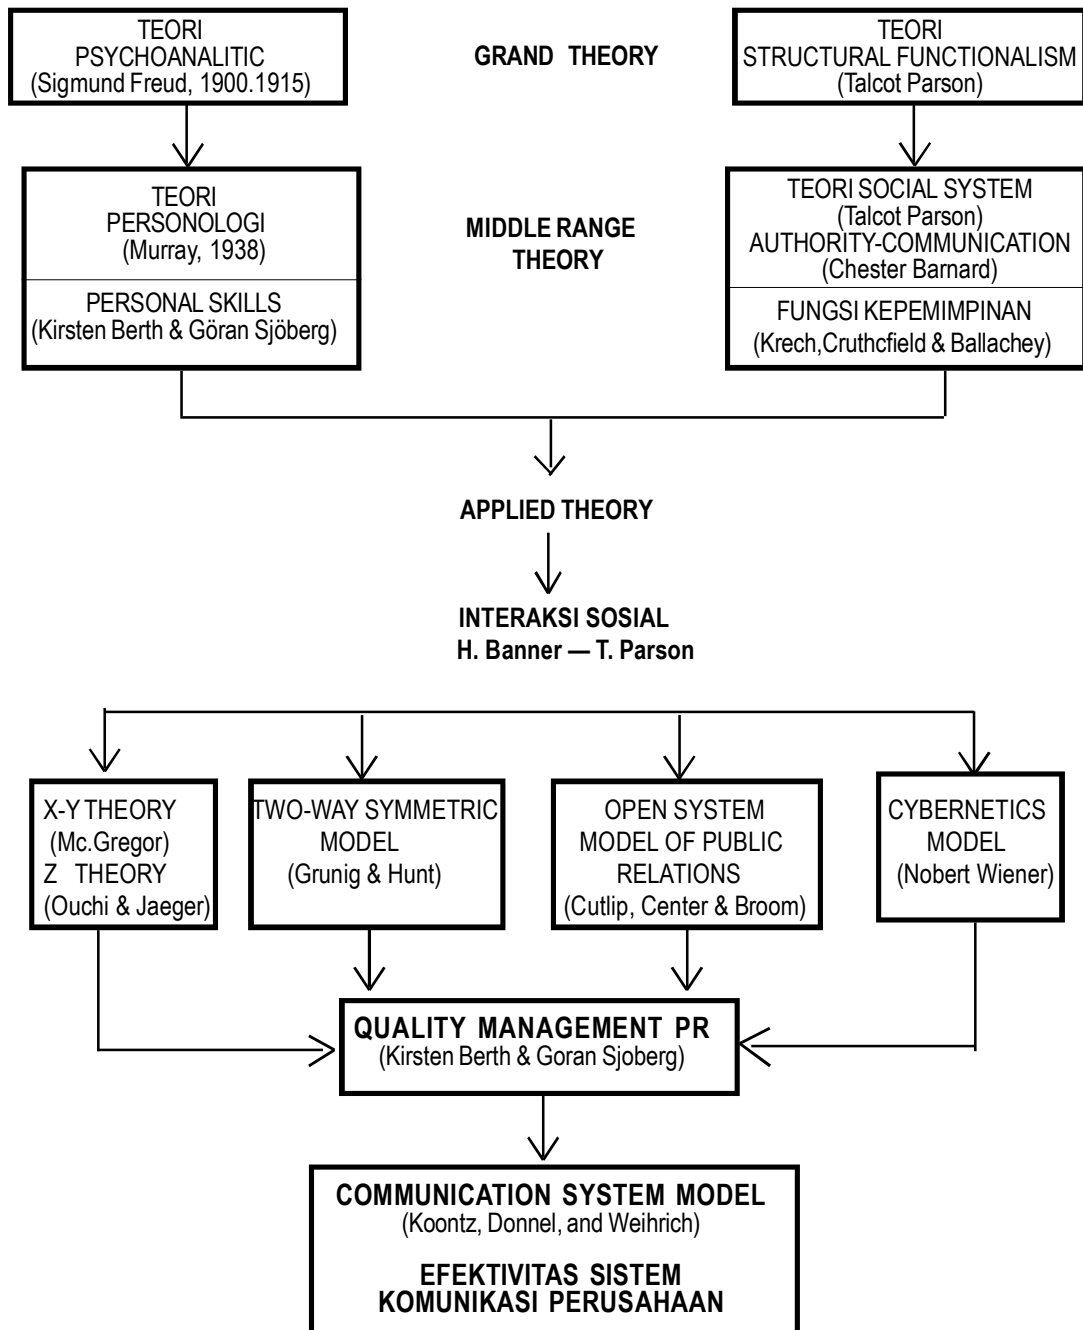 TEORI
PSYCHOANALITIC
(Sigmund Freud, 1900.1915)
GRAND THEORY
TEORI
STRUCTURAL FUNCTIONALISM
(Talcot Parson)
TEORI
PERSONOLOGI
(Murray, 1938)
PERSONAL SKILLS
(Kirsten Berth & Göran Sjöberg)
MIDDLE RANGE
THEORY
TEORI SOCIAL SYSTEM
(Talcot Parson)
AUTHORITY-COMMUNICATION
(Chester Barnard)
FUNGSI KEPEMIMPINAN
(Krech,Cruthcfield & Ballachey)
APPLIED THEORY
INTERAKSI SOSIAL
H. Banner — T. Parson
X-Y THEORY
(Mc.Gregor)
Z THEORY
(Ouchi & Jaeger)
TWO-WAY SYMMETRIC
MODEL
(Grunig & Hunt)
OPEN SYSTEM
MODEL OF PUBLIC
RELATIONS
(Cutlip, Center & Broom)
CYBERNETICS
MODEL
(Nobert Wiener)
QUALITY MANAGEMENT PR
(Kirsten Berth & Goran Sjoberg)
COMMUNICATION SYSTEM MODEL
(Koontz, Donnel, and Weihrich)
EFEKTIVITAS SISTEM
KOMUNIKASI PERUSAHAAN